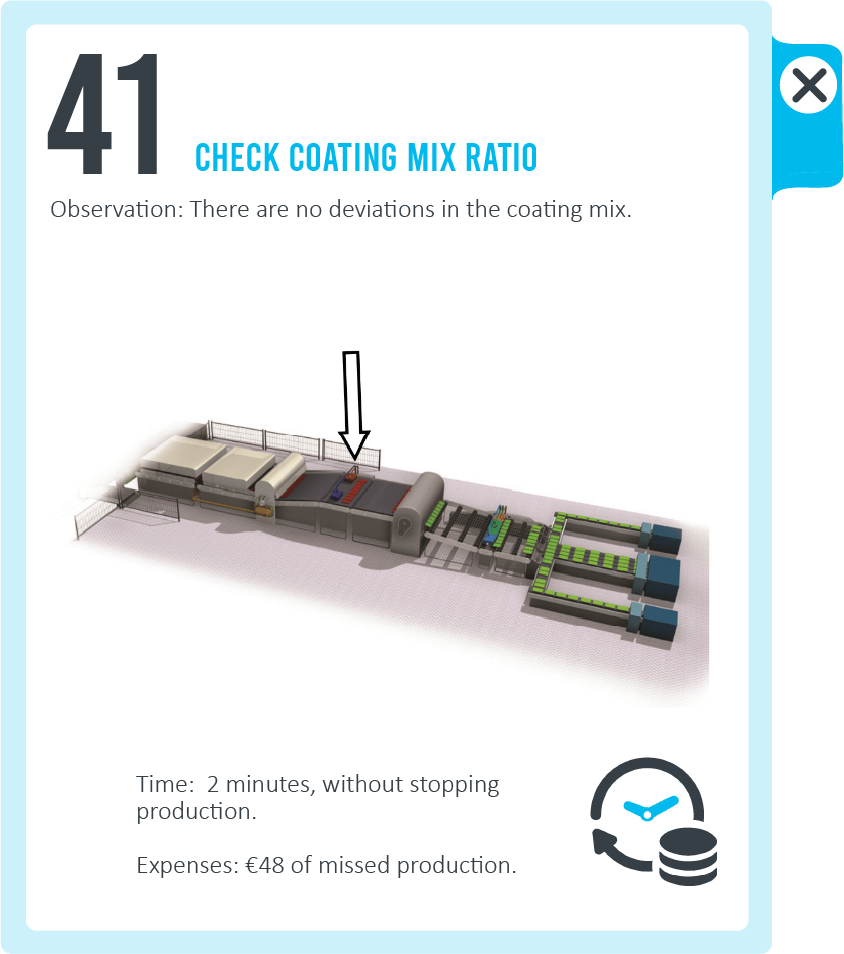 41
CHECK COATING MIX RATIO
Observation: There are no deviations in the coating mix.
Time:  2 minutes, without stopping
production.
Expenses: €48 of missed production.